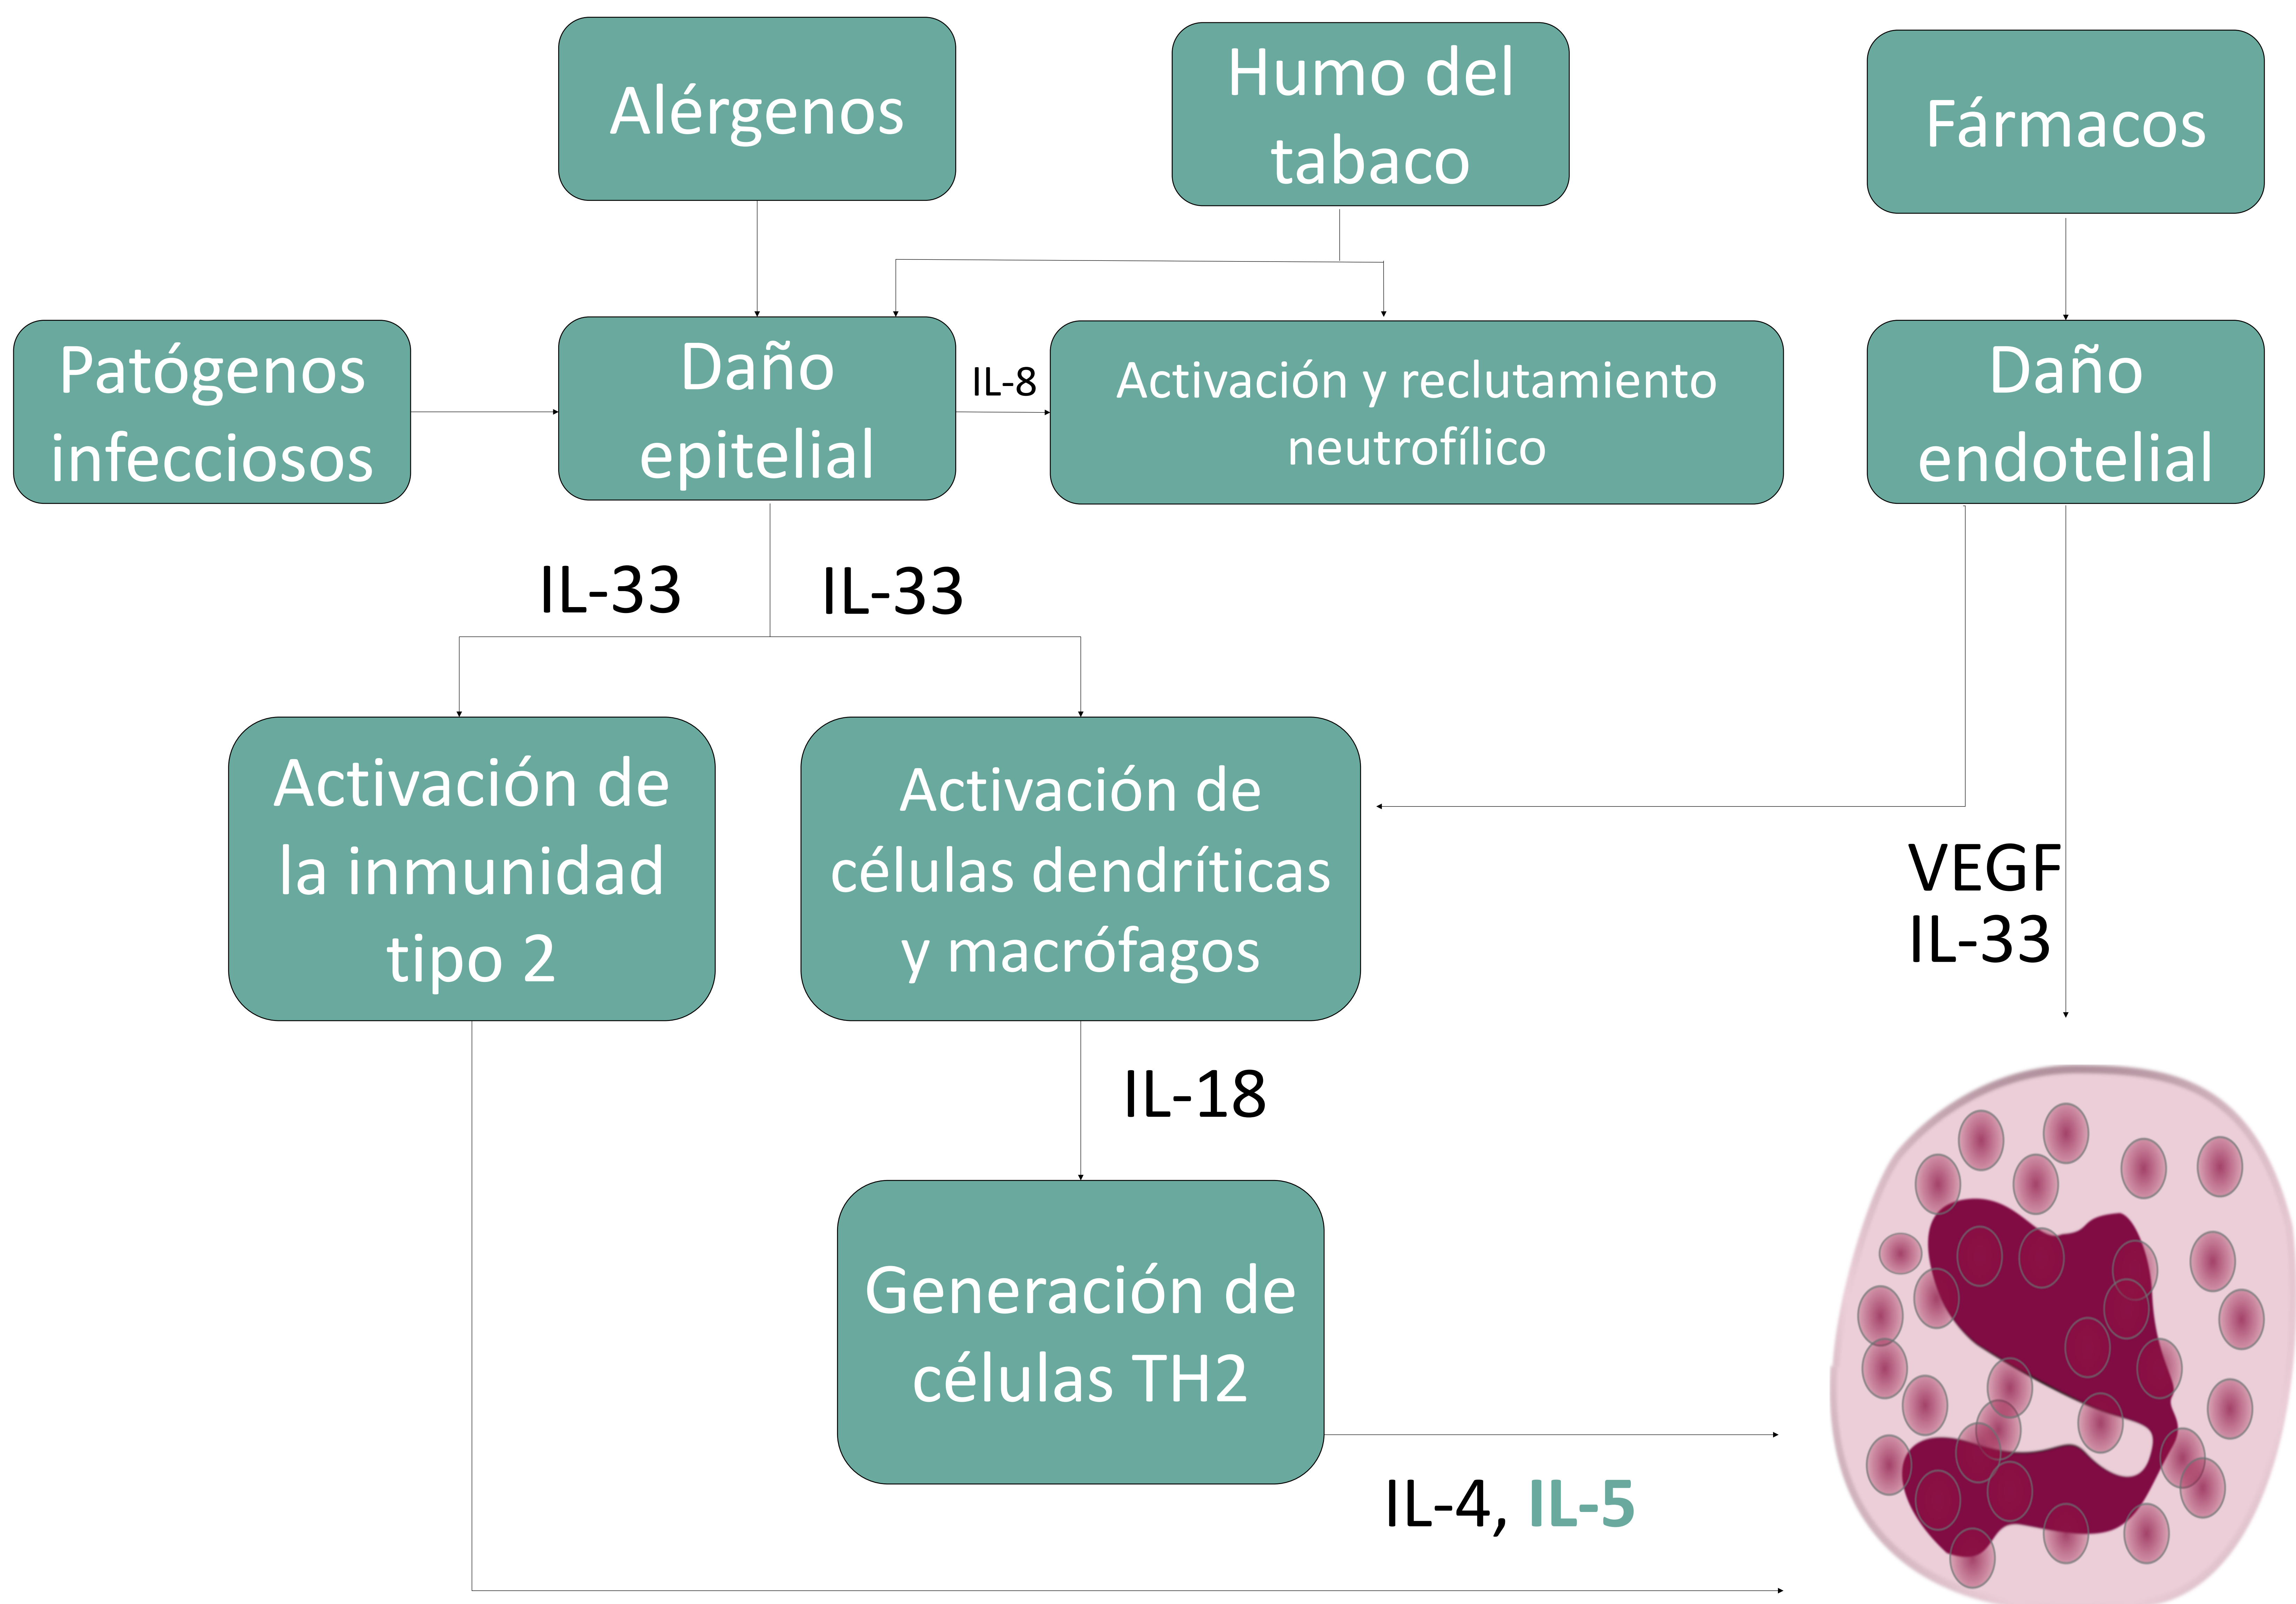 Alérgenos
Humo del
tabaco
Fármacos
Patógenos
infecciosos
Daño
epitelial
IL-8
Activación y reclutamiento
neutrofílico
Daño
endotelial
IL-33
IL-33
Activación de
la inmunidad
tipo 2
Activación de
células dendríticas
y macrófagos
VEGF
IL-33
IL-18
Generación de
células TH2
IL-4, IL-5